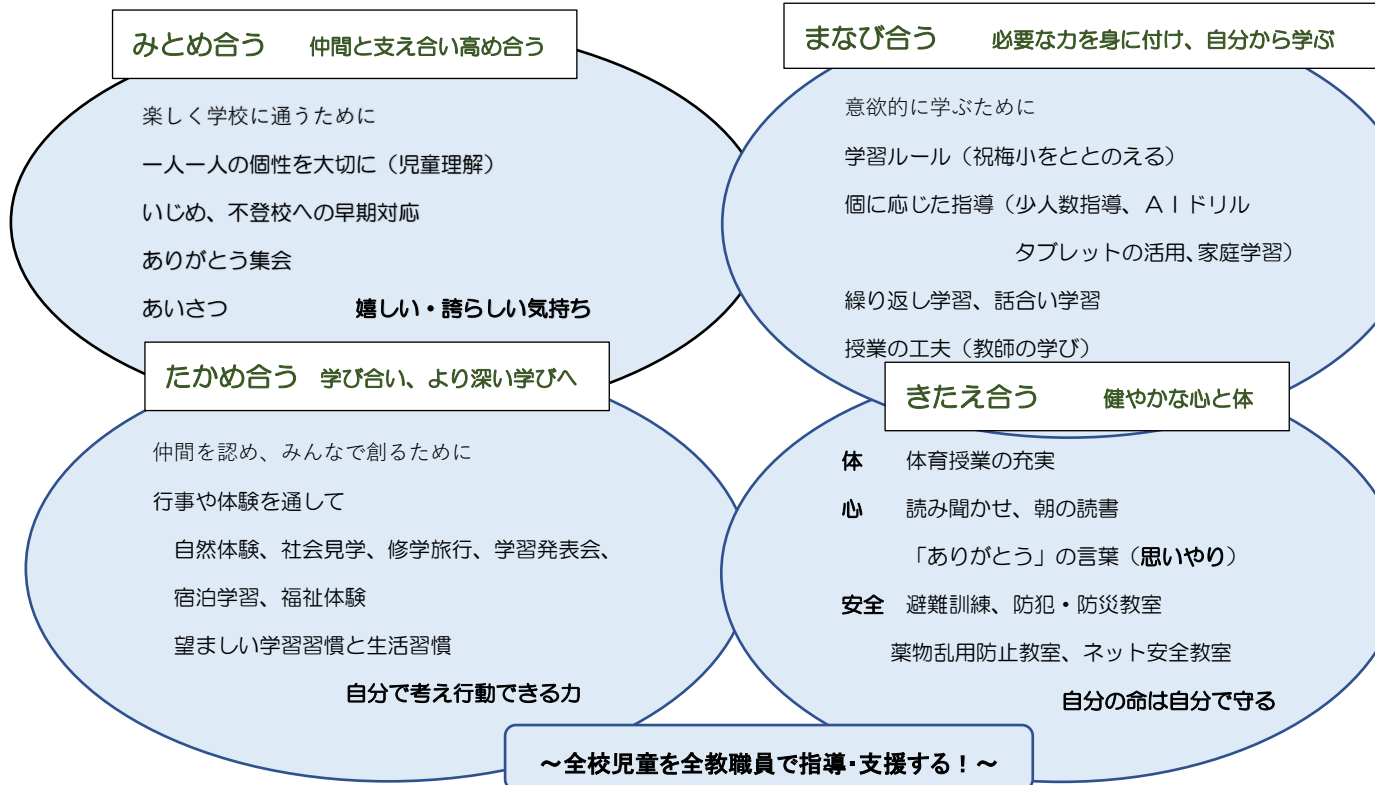 みとめ合う 仲間と支え合い高め合う
楽しく学校に通うために
一人一人の個性を大切に（児童理解）
いじめ、不登校への早期対応
ありがとう集会
あいさつ 嬉しい・誇らしい気持ち
まなび合う 必要な力を身に付け、自分から学ぶ
意欲的に学ぶために
学習ルール（祝梅小をととのえる）
個に応じた指導（少人数指導、ＡＩドリル
タブレットの活用、家庭学習）
繰り返し学習、話合い学習
授業の工夫（教師の学び）
たかめ合う 学び合い、より深い学びへ
仲間を認め、みんなで創るために
行事や体験を通して
自然体験、社会見学、修学旅行、学習発表会、
宿泊学習、福祉体験
望ましい学習習慣と生活習慣
自分で考え行動できる力
きたえ合う 健やかな心と体
体 体育授業の充実
心 読み聞かせ、朝の読書
「ありがとう」の言葉（思いやり）
安全 避難訓練、防犯・防災教室
薬物乱用防止教室、ネット安全教室
自分の命は自分で守る
～全校児童を全教職員で指導・支援する！～